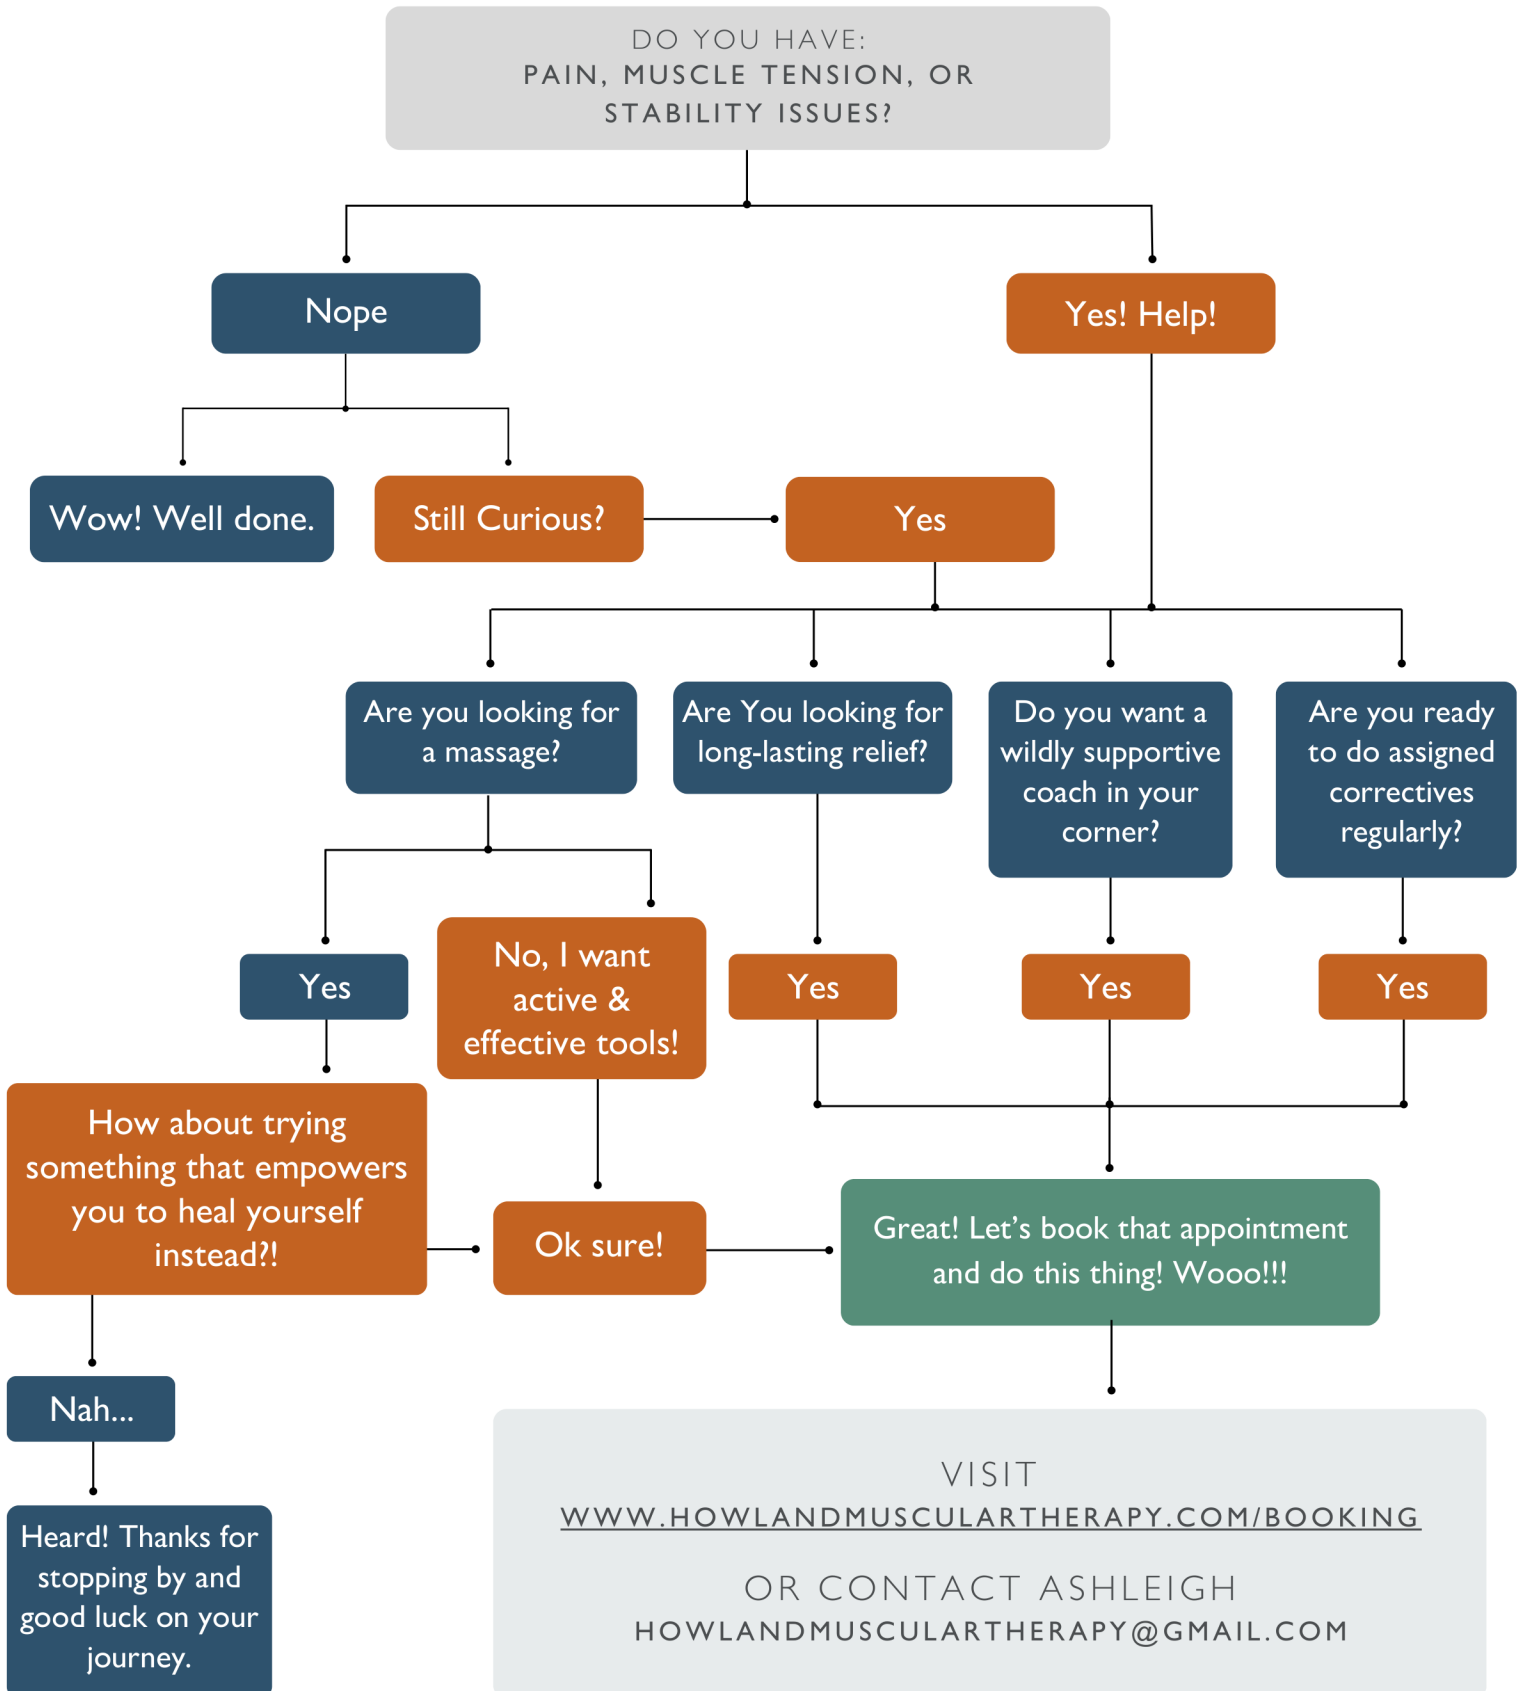 DO YOU HAVE:
PAIN, MUSCLE TENSION, OR
STABILITY ISSUES?
Nope
Yes! Help!
Wow! Well done.
Still Curious?
Yes
Are you looking for
a massage?
Are You looking for
long-lasting relief?
Do you want a
wildly supportive
coach in your
corner?
Are you ready
to do assigned
correctives
regularly?
Yes
No, I want
active &
effective tools!
Yes
Yes
Yes
How about trying
something that empowers
you to heal yourself
instead?!
Ok sure!
Great! Let's book that appointment
and do this thing! Wooo!!!
Nah...
Heard! Thanks for
stopping by and
good luck on your
journey.
VISIT
WWW.HOWLANDMUSCULARTHERAPY.COM/BOOKING
OR CONTACT ASHLEIGH
HOWLANDMUSCULARTHERAPY@GMAIL.COM